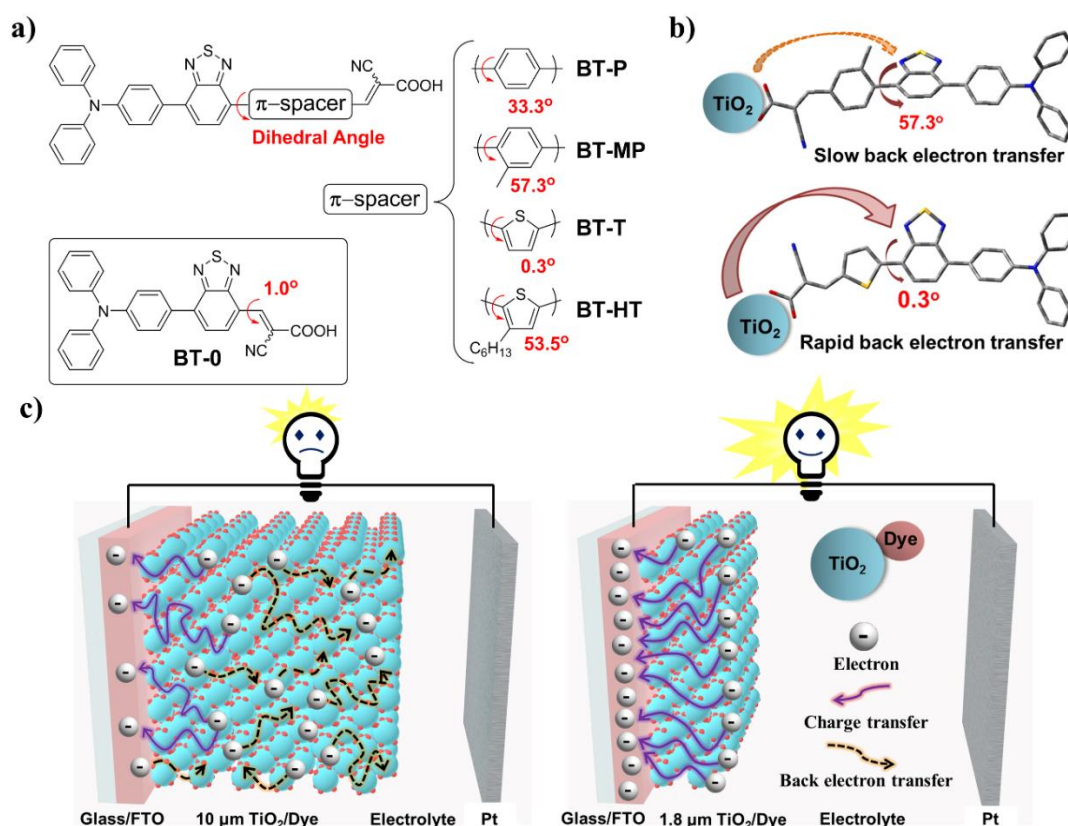 a)
S
N N
N
π-spacer
NC
COOH
Dihedral Angle
π-spacer
BT-P
33.3°
BT-MP
57.3°
S
BT-T
0.3°
S
BT-HT
C₆H₁₃
53.5°
S
N N
1.0°
N
COOH
NC
BT-0
b)
TiO₂
57.3°
Slow back electron transfer
TiO₂
0.3°
Rapid back electron transfer
c)
Glass/FTO
10 μm TiO₂/Dye
Electrolyte
Pt
Dye
TiO₂
Electron
Charge transfer
Back electron transfer
Glass/FTO
1.8 μm TiO₂/Dye
Electrolyte
Pt